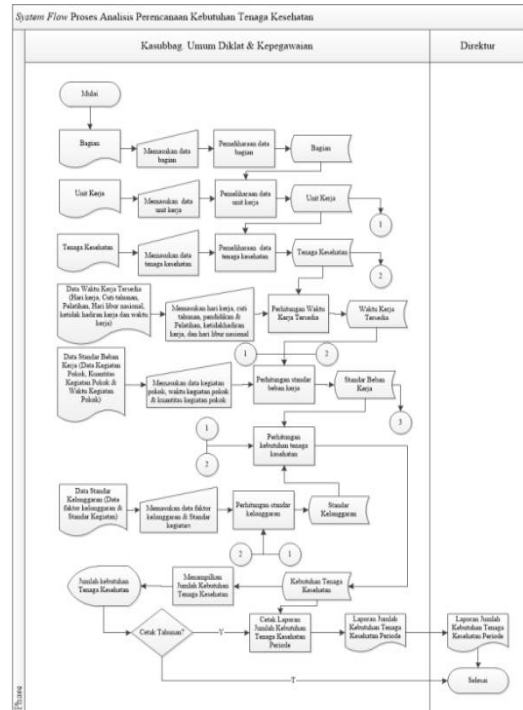 System Flow Proses Analisis Perencanaan Kebutuhan Tenaga Kesehatan
Kasubbag. Umum Diklat & Kepegawaian
Direktur
Mulai
Bagian
Memasukan data
bagian
Pemeliharaan data
bagian
Bagian
Unit Kerja
Memasukan data
unit kerja
Pemeliharaan data
unit kerja
Unit Kerja
1
Tenaga Kesehatan
Memasukan data
tenaga kesehatan
Pemeliharaan data
tenaga kesehatan
Tenaga Kesehatan
2
Data Waktu Kerja Tersedia
(Hari kerja, Cuti tahunan,
Pelatihan, Hari libur nasional,
ketidak hadiran kerja dan waktu
kerja)
Memasukan hari kerja, cuti
tahunan, pendidikan &
Pelatihan, ketidakhadiran
kerja, dan hari libur nasional
Perhitungan Waktu
Kerja Tersedia
Waktu Kerja
Tersedia
1
2
Data Standar Beban
Kerja (Data Kegiatan
Pokok, Kuantitas
Kegiatan Pokok &
Waktu Kegiatan
Pokok)
Memasukan data kegiatan
pokok, waktu kegiatan pokok
& kuantitas kegiatan pokok
Perhitungan standar
beban kerja
Standar Beban
Kerja
3
1
2
Perhitungan
kebutuhan tenaga
kesehatan
Data Standar
Kelonggaran (Data
faktor kelonggaran &
Standar Kegiatan)
Memasukan data faktor
kelonggaran & Standar
kegiatan
Perhitungan standar
kelonggaran
Standar
Kelonggaran
2
1
Jumlah kebutuhan
Tenaga Kesehatan
Menampilkan
Jumlah Kebutuhan
Tenaga Kesehatan
Kebutuhan Tenaga
Kesehatan
Cetak Tahunan?
Y
Cetak Laporan
Jumlah Kebutuhan
Tenaga Kesehatan
Periode
Laporan Jumlah
Kebutuhan Tenaga
Kesehatan Periode
Laporan Jumlah
Kebutuhan Tenaga
Kesehatan Periode
T
Selesai
Phase